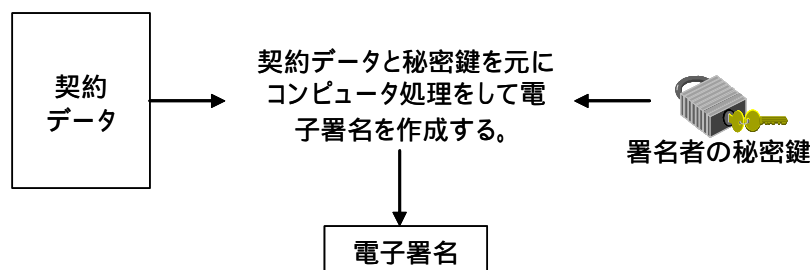 契約
データ
契約データと秘密鍵を元に
コンピュータ処理をして電
子署名を作成する。
署名者の秘密鍵
電子署名